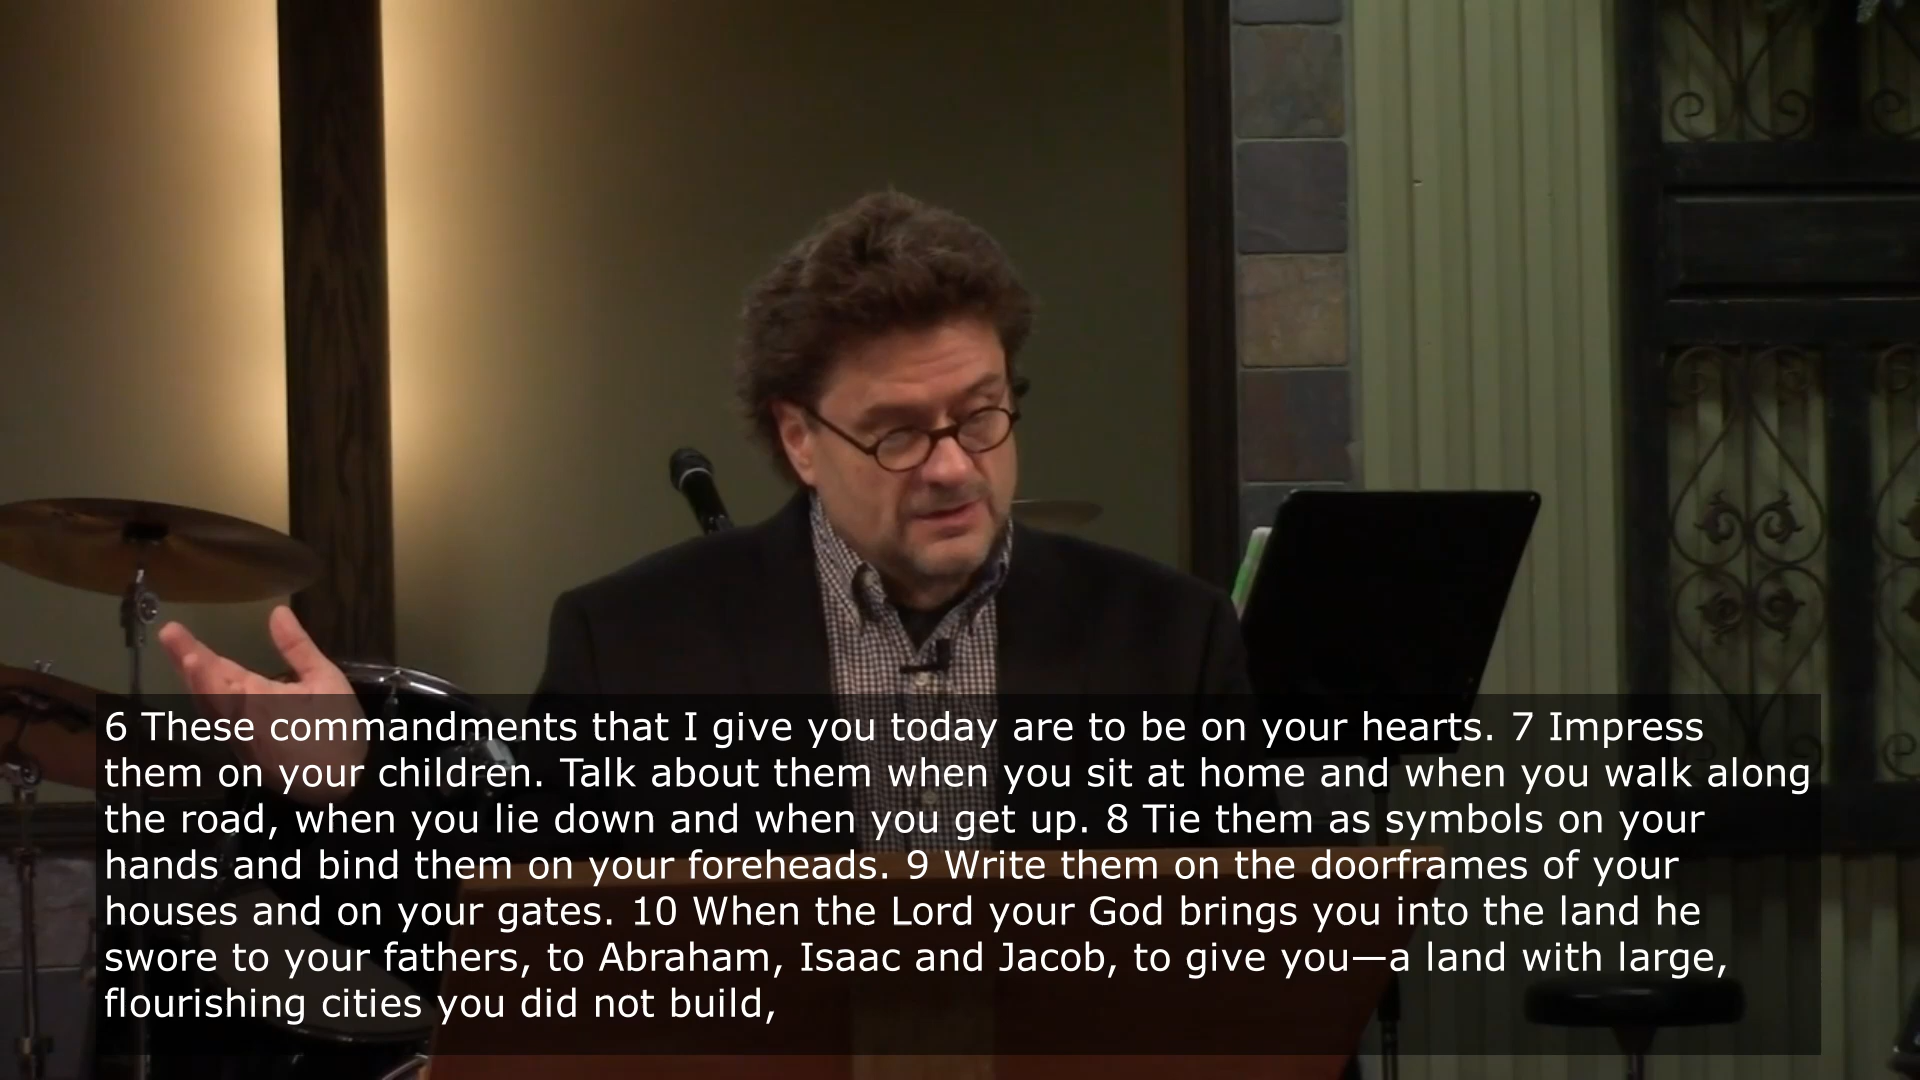 6 These commandments that I give you today are to be on your hearts. 7 Impress
them on your children. Talk about them when you sit at home and when you walk along
the road, when you lie down and when you get up. 8 Tie them as symbols on your
hands and bind them on your foreheads. 9 Write them on the doorframes of your
houses and on your gates. 10 When the Lord your God brings you into the land he
swore to your fathers, to Abraham, Isaac and Jacob, to give you—a land with large,
flourishing cities you did not build,